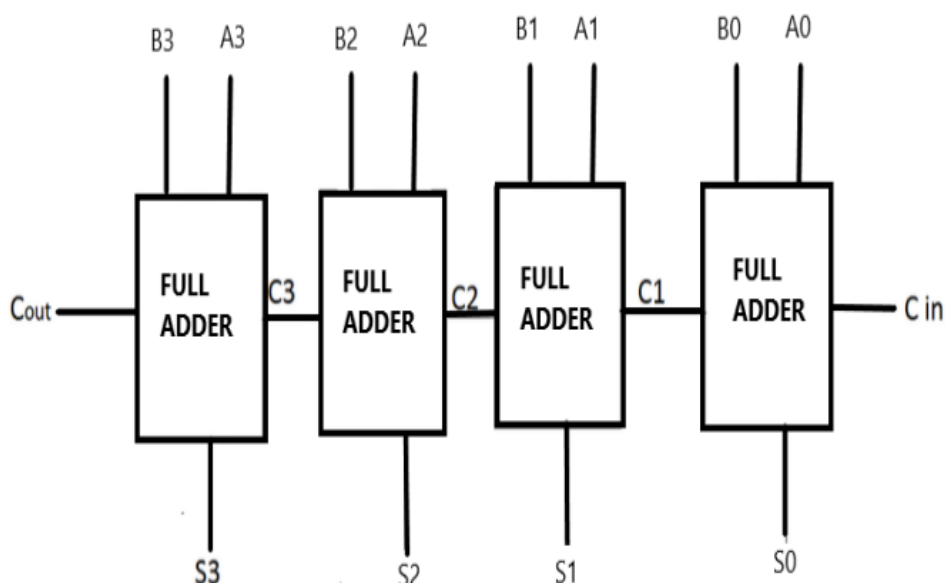 B3 A3 B2 A2 B1 A1 B0 A0
FULL ADDER
FULL ADDER
FULL ADDER
FULL ADDER
Cout C3 C2 C1 C in
S3 S2 S1 S0